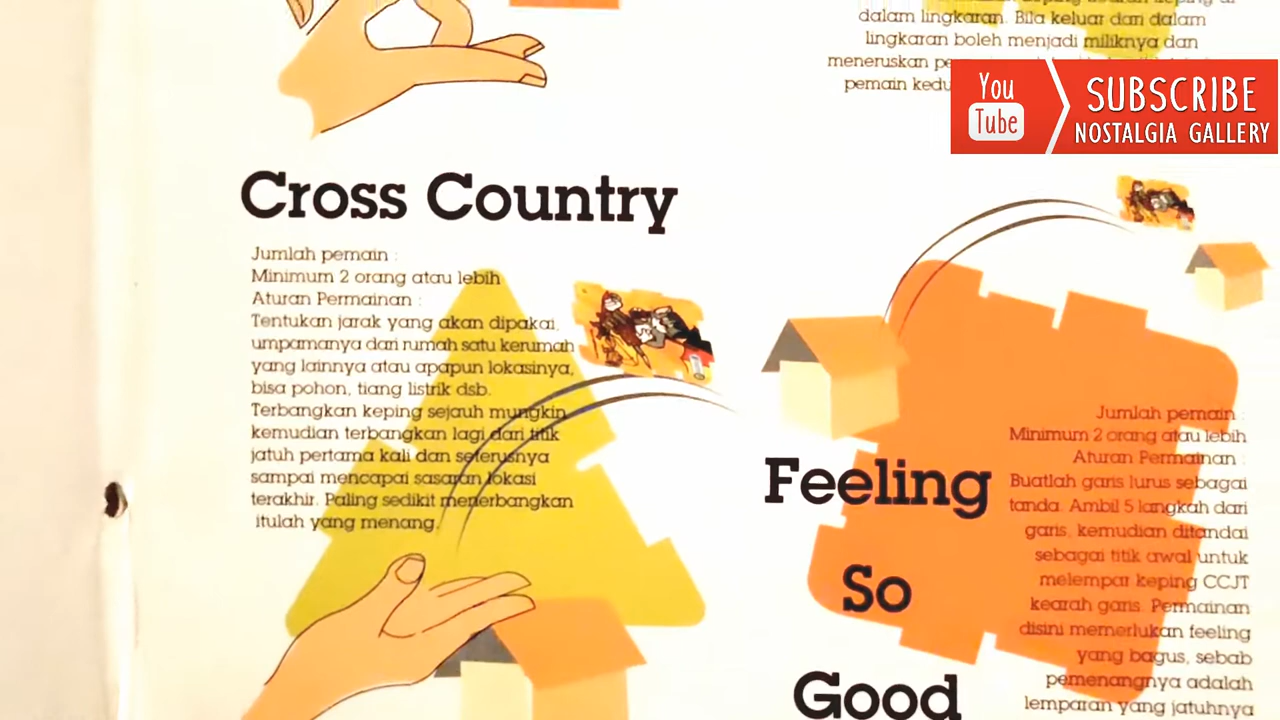 dalam lingkaran. Bila keluar dari dalam
lingkaran boleh menjadi miliknya dan
meneruskan
pemain
You
Tube
SUBSCRIBE
NOSTALGIA GALLERY
Cross Country
Jumlah pemain :
Minimum 2 orang atau lebih
Aturan Permainan :
Tentukan jarak yang akan dipakai,
umpamanya dari rumah satu kerumah
yang lainnya atau apapun lokasinya,
bisa pohon, tiang listrik dsb.
Terbangkan keping sejauh mungkin
kemudian terbangkan lagi dari titik
jatuh pertama kali dan seterusnya
sampai mencapai sasaran lokasi
terakhir. Paling sedikit menerbangkan
itulah yang menang.
Feeling
So
Good
Jumlah pemain :
Minimum 2 orang atau lebih
Aturan Permainan :
Buatlah garis lurus sebagai
tanda. Ambil 5 langkah dari
garis, kemudian ditandai
sebagai titik awal untuk
melempar keping CCJT
kearah garis. Permainan
disini memerlukan feeling
yang bagus, sebab
pemenangnya adalah
lemparan yang jatuhnya